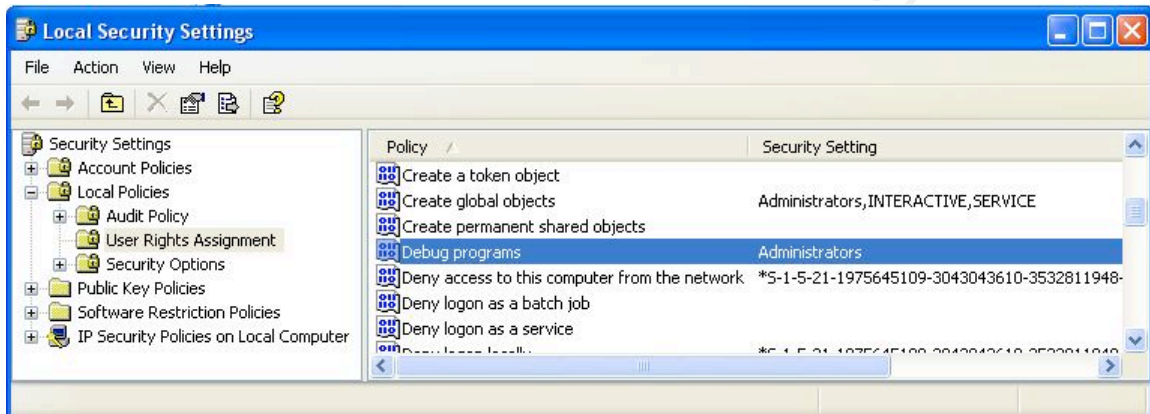 Local Security Settings
File Action View Help
Security Settings
Account Policies
Local Policies
Audit Policy
User Rights Assignment
Security Options
Public Key Policies
Software Restriction Policies
IP Security Policies on Local Computer
Policy Security Setting
Create a token object
Create global objects Administrators,INTERACTIVE,SERVICE
Create permanent shared objects
Debug programs Administrators
Deny access to this computer from the network *S-1-5-21-1975645109-3043043610-3532811948-
Deny logon as a batch job
Deny logon as a service